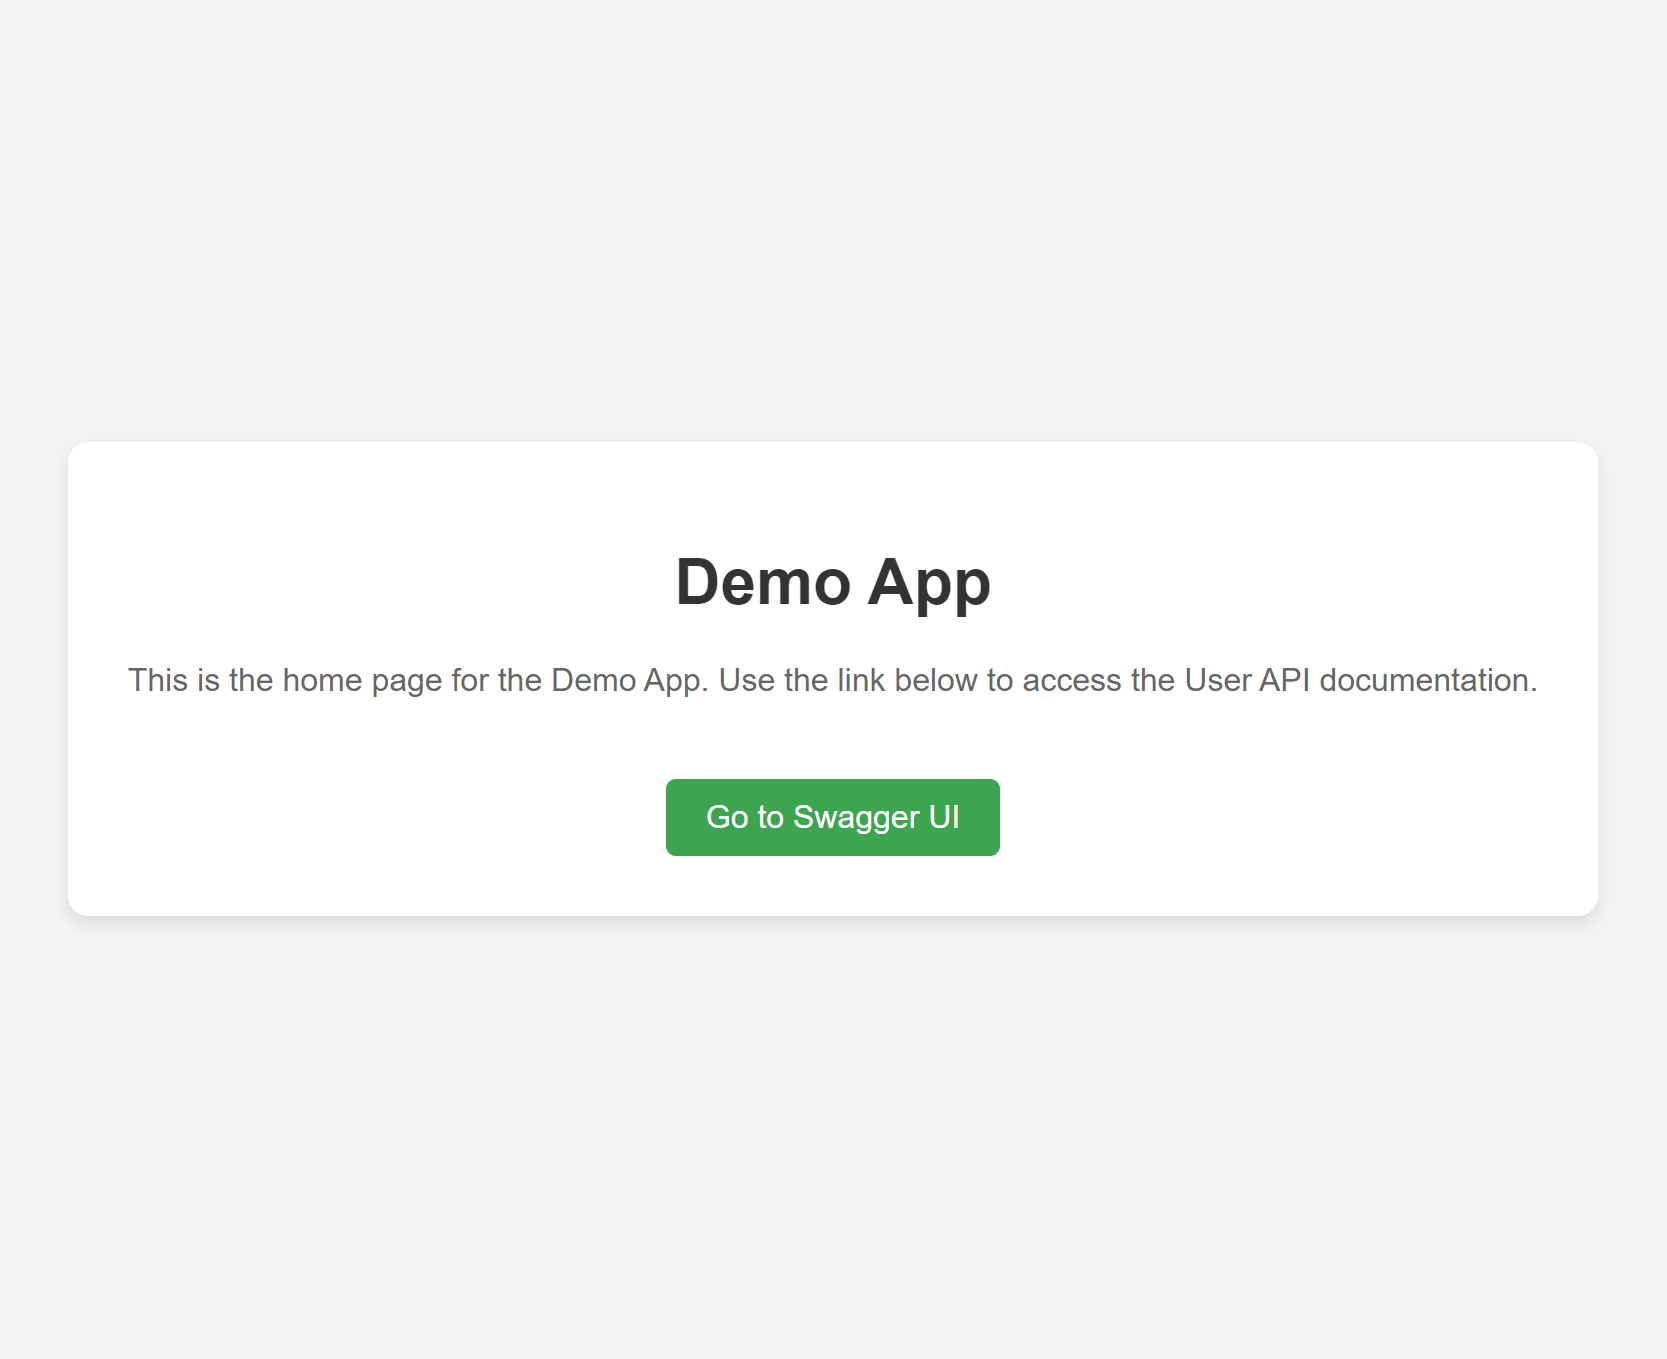 Demo App
This is the home page for the Demo App. Use the link below to access the User API documentation.
Go to Swagger UI